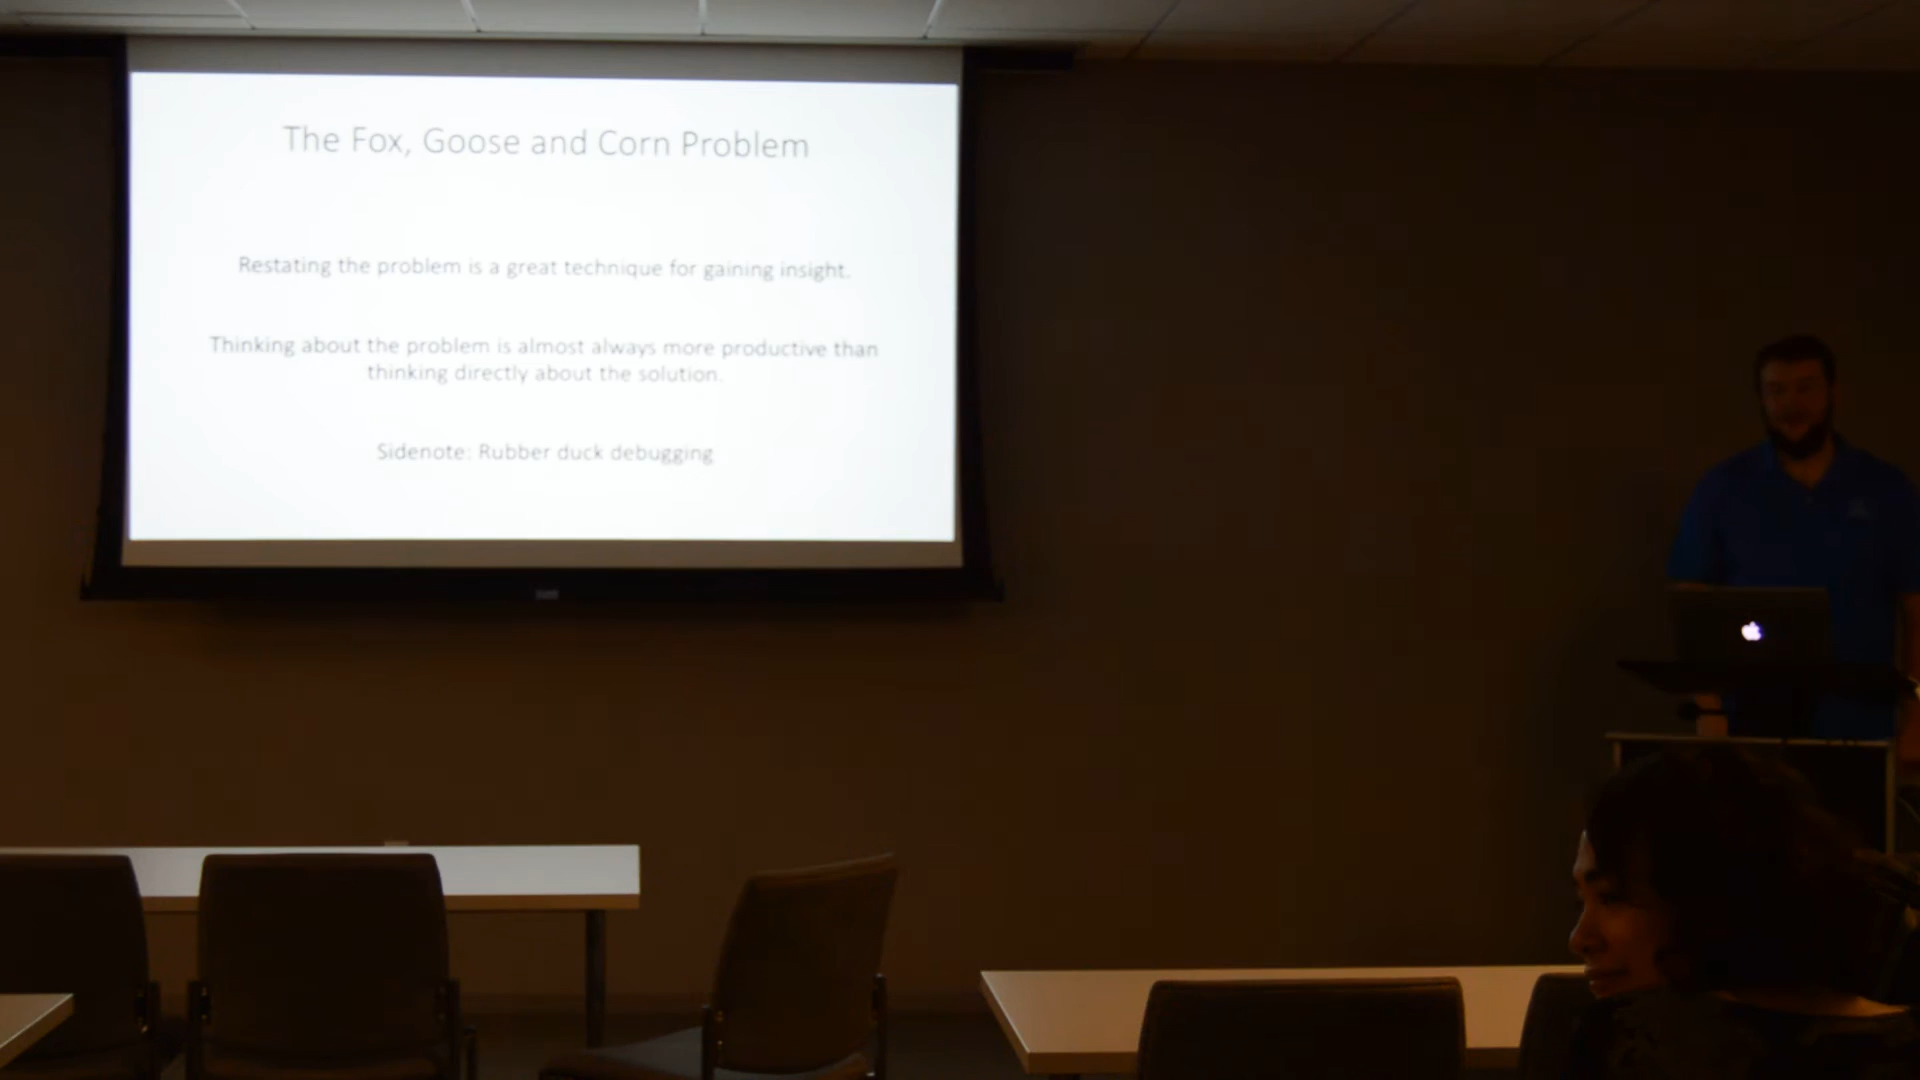 The Fox, Goose and Corn Problem
Restating the problem is a great technique for gaining insight.
Thinking about the problem is almost always more productive than
thinking directly about the solution.
Sidenote: Rubber duck debugging